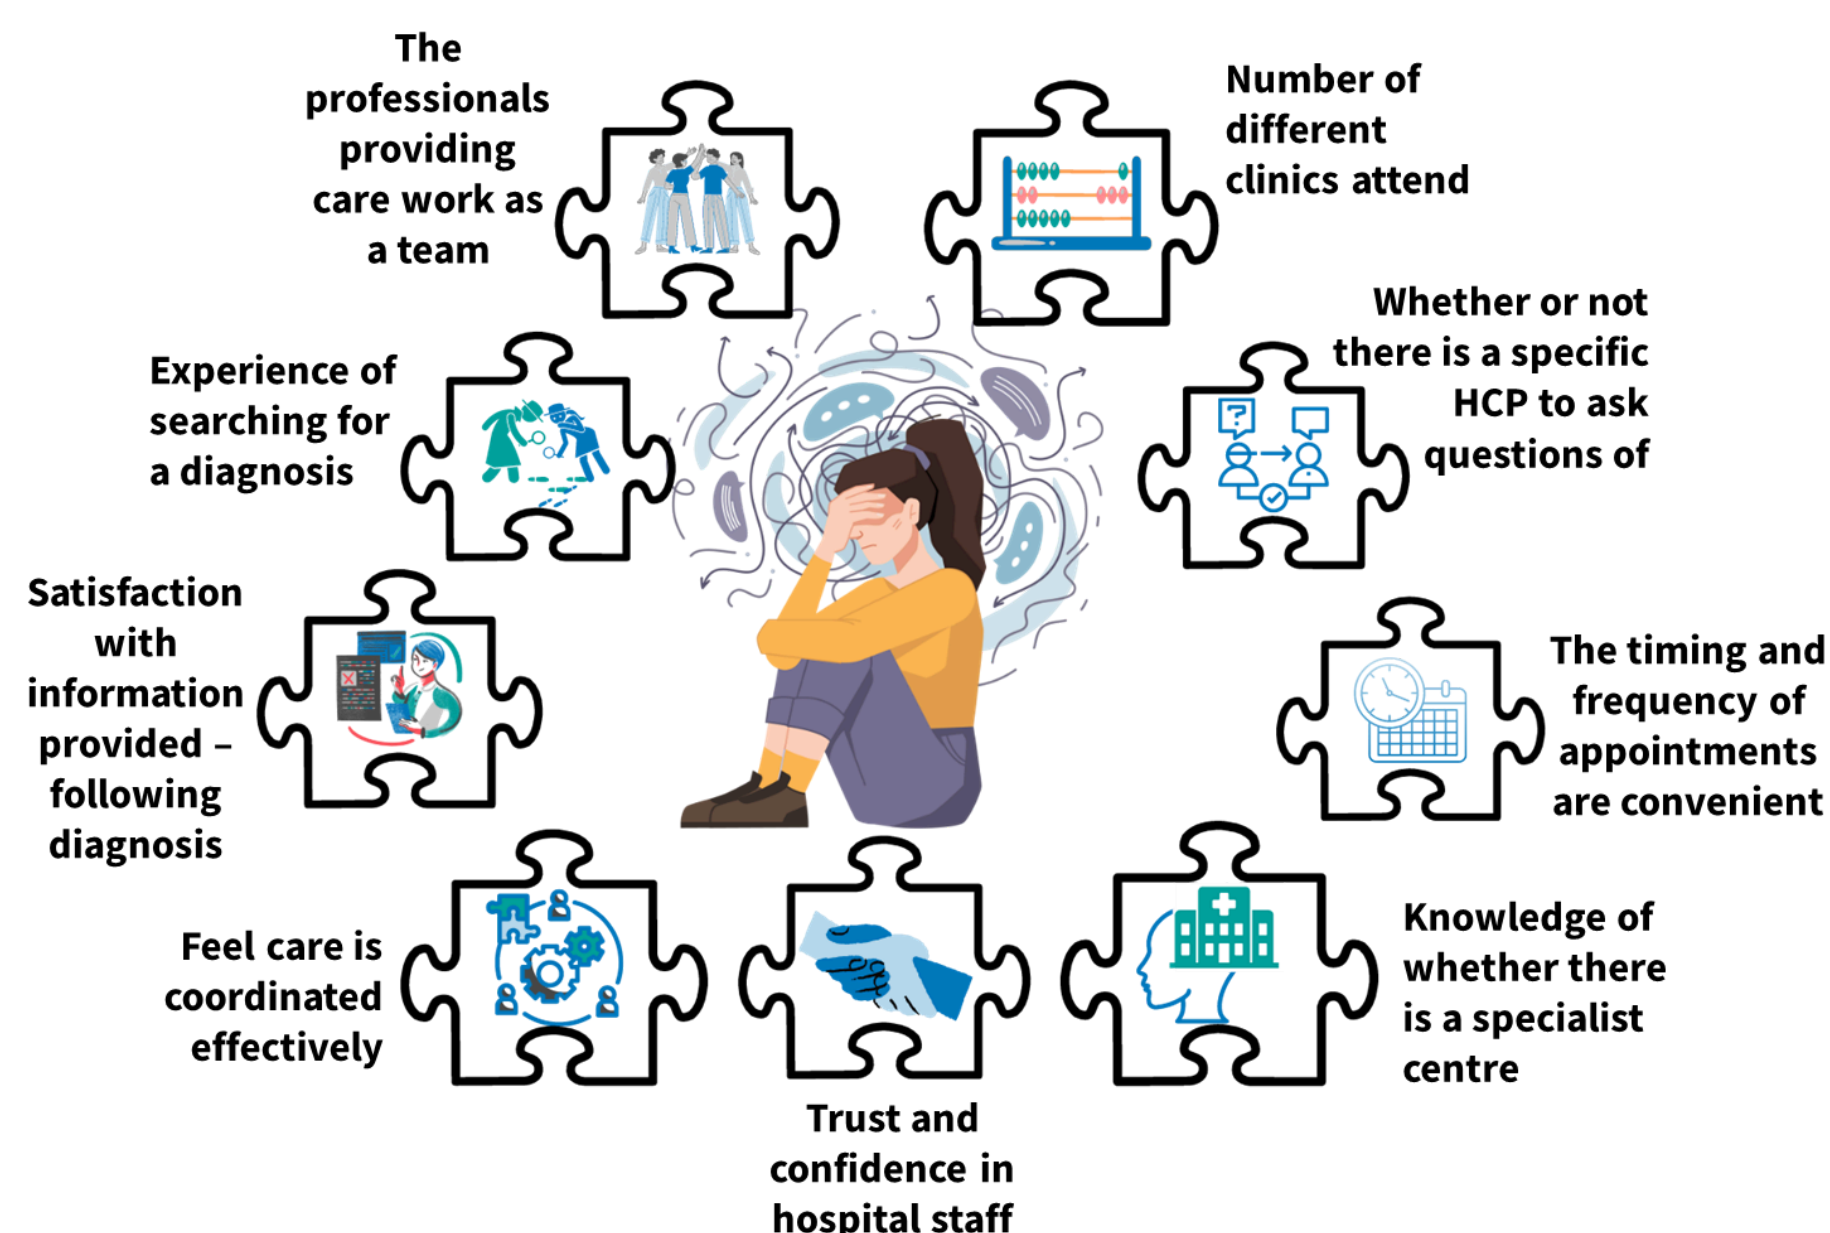 The
professionals
providing
care work as
a team
Number of
different
clinics attend
Whether or not
there is a specific
HCP to ask
questions of
Experience of
searching for
a diagnosis
Satisfaction
with
information
provided –
following
diagnosis
The timing and
frequency of
appointments
are convenient
Feel care is
coordinated
effectively
Knowledge of
whether there
is a specialist
centre
Trust and
confidence in
hospital staff
?